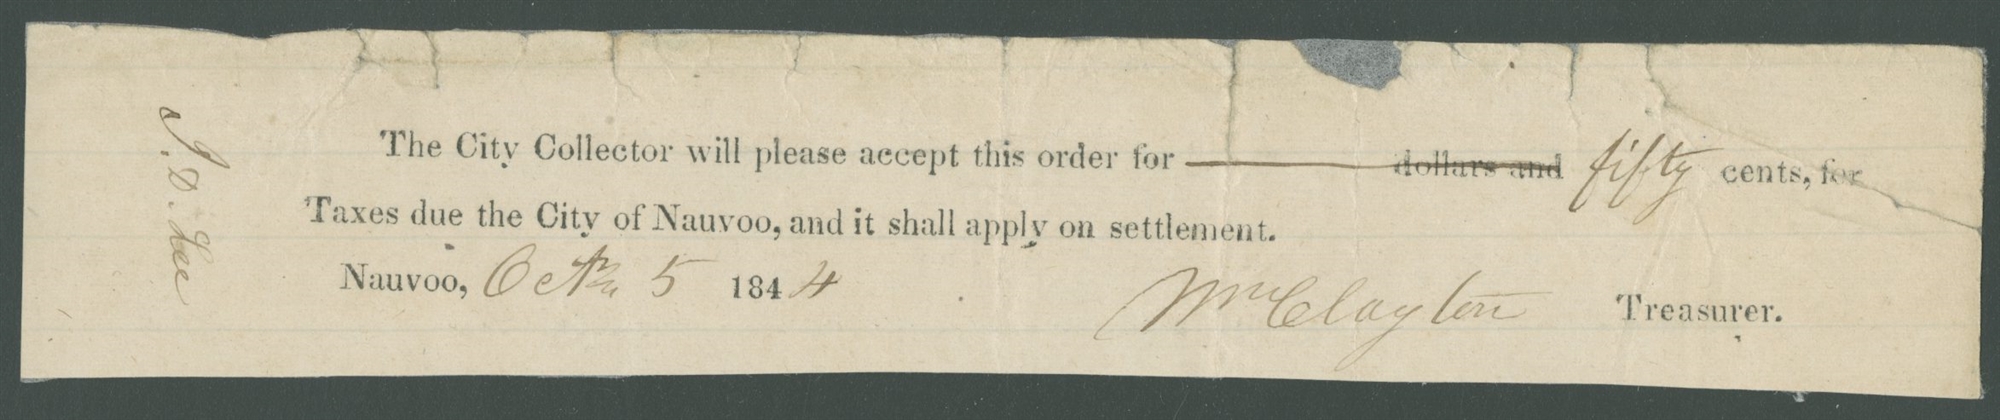 J. D. Lee
The City Collector will please accept this order for ——— dollars and fifty cents, for
Taxes due the City of Nauvoo, and it shall apply on settlement.
Nauvoo, Octr. 5 1844 Wm Clayton Treasurer.